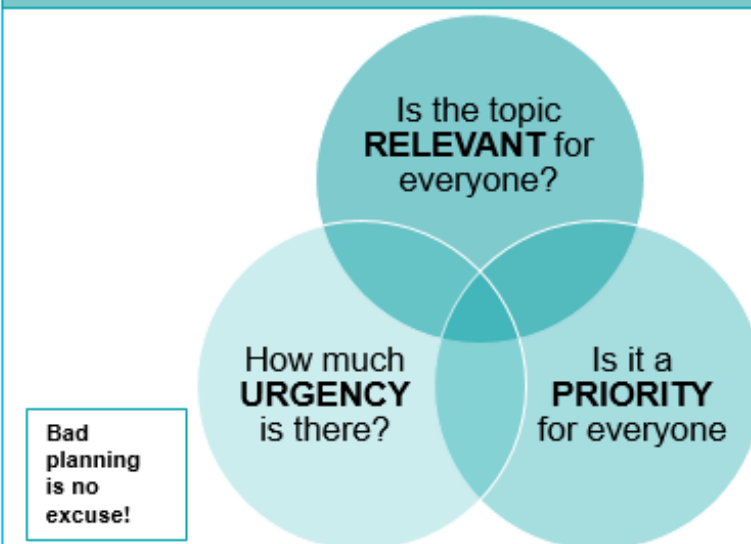 Is the topic
RELEVANT for
everyone?
How much
URGENCY
is there?
Is it a
PRIORITY
for everyone
Bad
planning
is no
excuse!